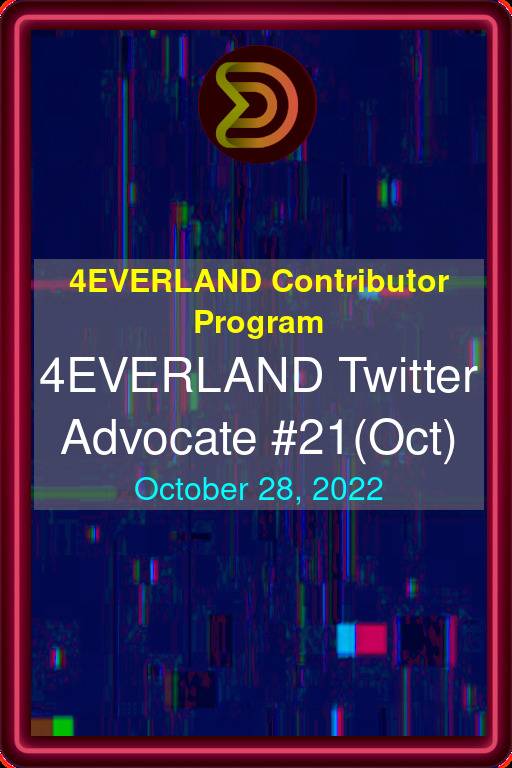 4EVERLAND Contributor
Program
4EVERLAND Twitter
Advocate #21(Oct)
October 28, 2022